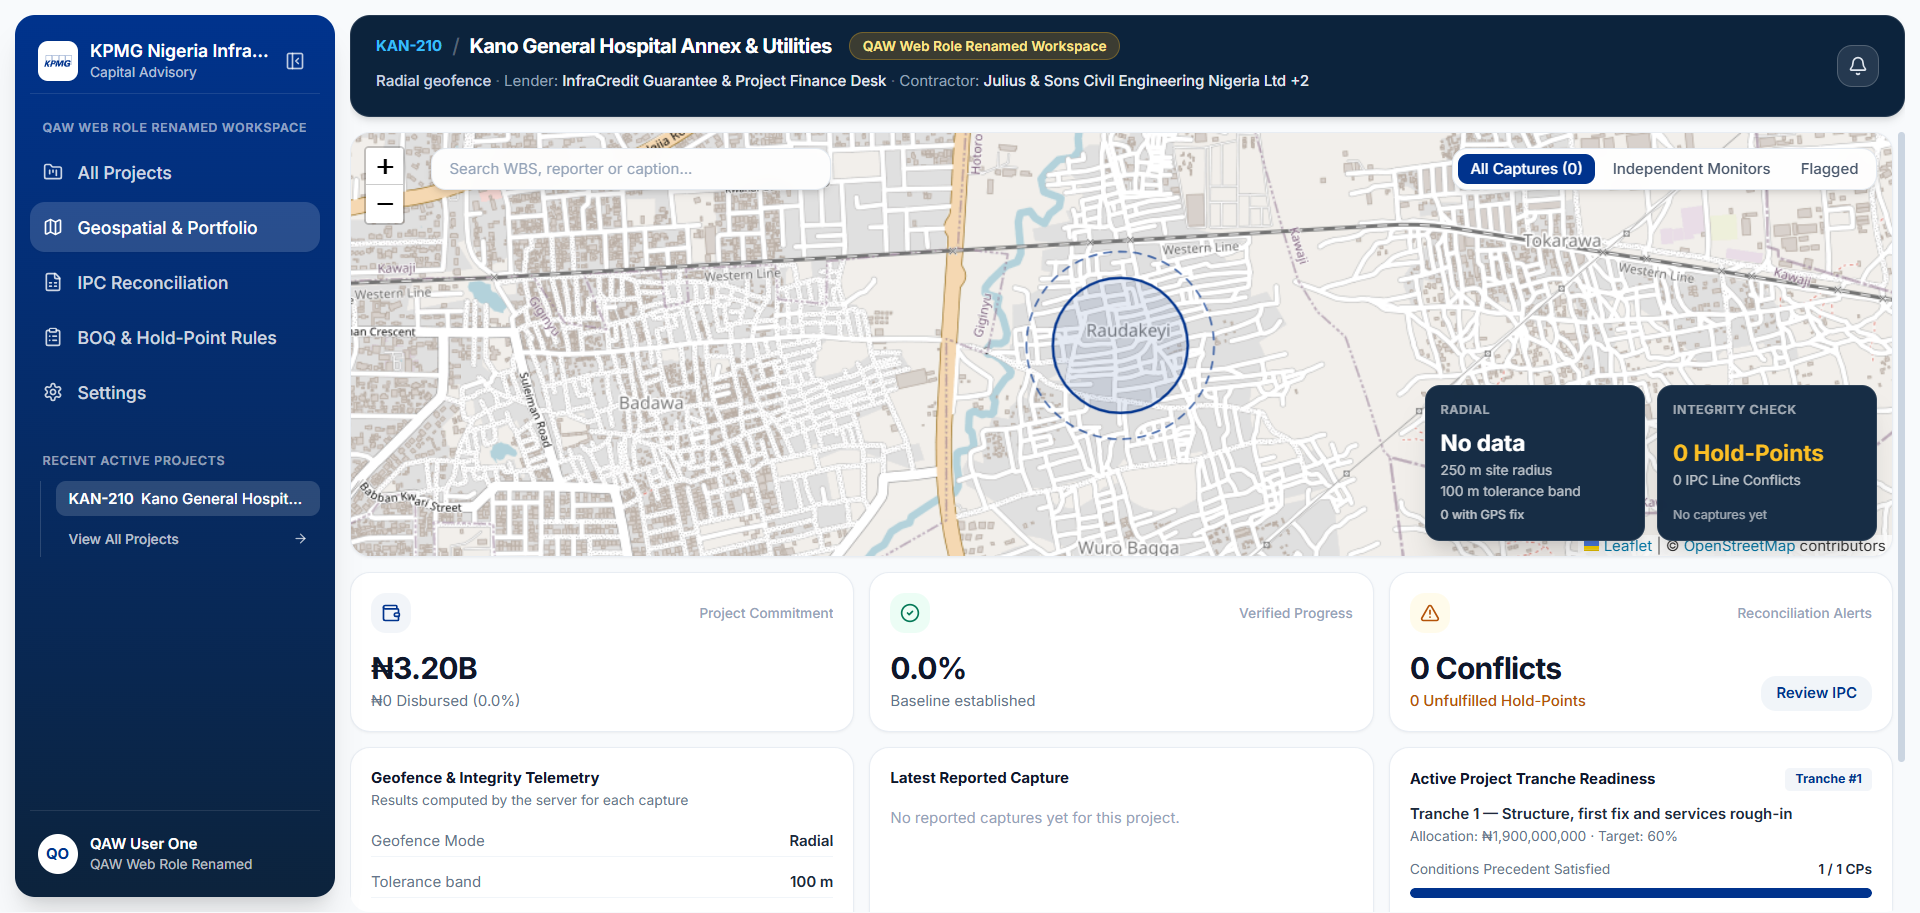 KPMG
KPMG Nigeria Infra...
Capital Advisory
QAW WEB ROLE RENAMED WORKSPACE
All Projects
Geospatial & Portfolio
IPC Reconciliation
BOQ & Hold-Point Rules
Settings
RECENT ACTIVE PROJECTS
KAN-210 Kano General Hospit...
View All Projects
QO
QAW User One
QAW Web Role Renamed
KAN-210 / Kano General Hospital Annex & Utilities
QAW Web Role Renamed Workspace
Radial geofence · Lender: InfraCredit Guarantee & Project Finance Desk · Contractor: Julius & Sons Civil Engineering Nigeria Ltd +2
+
−
Search WBS, reporter or caption...
All Captures (0)
Independent Monitors
Flagged
Hotoro
Kawaji
Western Line
Western Line
Western Line
Kawaji
Tokarawa
Western Line
Kawaji
Giginyu
Giginyu
an Crescent
Raudakeyi
Suleiman Road
Badawa
Babban Kwari Street
Wuro Bagga
RADIAL
No data
250 m site radius
100 m tolerance band
0 with GPS fix
INTEGRITY CHECK
0 Hold-Points
0 IPC Line Conflicts
No captures yet
Leaflet | © OpenStreetMap contributors
Project Commitment
₦3.20B
₦0 Disbursed (0.0%)
Verified Progress
0.0%
Baseline established
Reconciliation Alerts
0 Conflicts
0 Unfulfilled Hold-Points
Review IPC
Geofence & Integrity Telemetry
Results computed by the server for each capture
Geofence Mode
Radial
Tolerance band
100 m
Latest Reported Capture
No reported captures yet for this project.
Active Project Tranche Readiness
Tranche #1
Tranche 1 — Structure, first fix and services rough-in
Allocation: ₦1,900,000,000 · Target: 60%
Conditions Precedent Satisfied
1 / 1 CPs